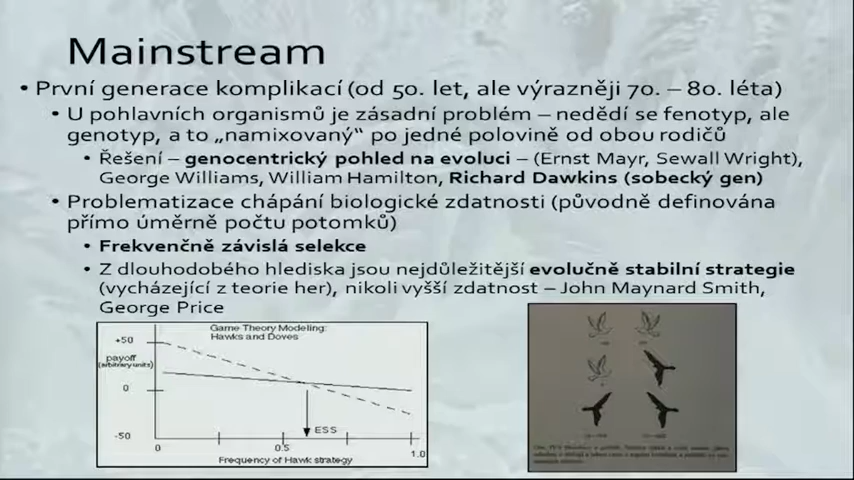 Mainstream
• První generace komplikací (od 50. let, ale výrazněji 70. – 80. léta)
• U pohlavních organismů je zásadní problém – nedědí se fenotyp, ale
genotyp, a to „namixovaný“ po jedné polovině od obou rodičů
• Řešení – genocentrický pohled na evoluci – (Ernst Mayr, Sewall Wright),
George Williams, William Hamilton, Richard Dawkins (sobecký gen)
• Problematizace chápání biologické zdatnosti (původně definována
přímo úměrně počtu potomků)
• Frekvenčně závislá selekce
• Z dlouhodobého hlediska jsou nejdůležitější evolučně stabilní strategie
(vycházející z teorie her), nikoli vyšší zdatnost – John Maynard Smith,
George Price
Game Theory Modeling:
Hawks and Doves
+50
payoff
(arbitrary units)
0
-50
ESS
0 0.5 1.0
Frequency of Hawk strategy